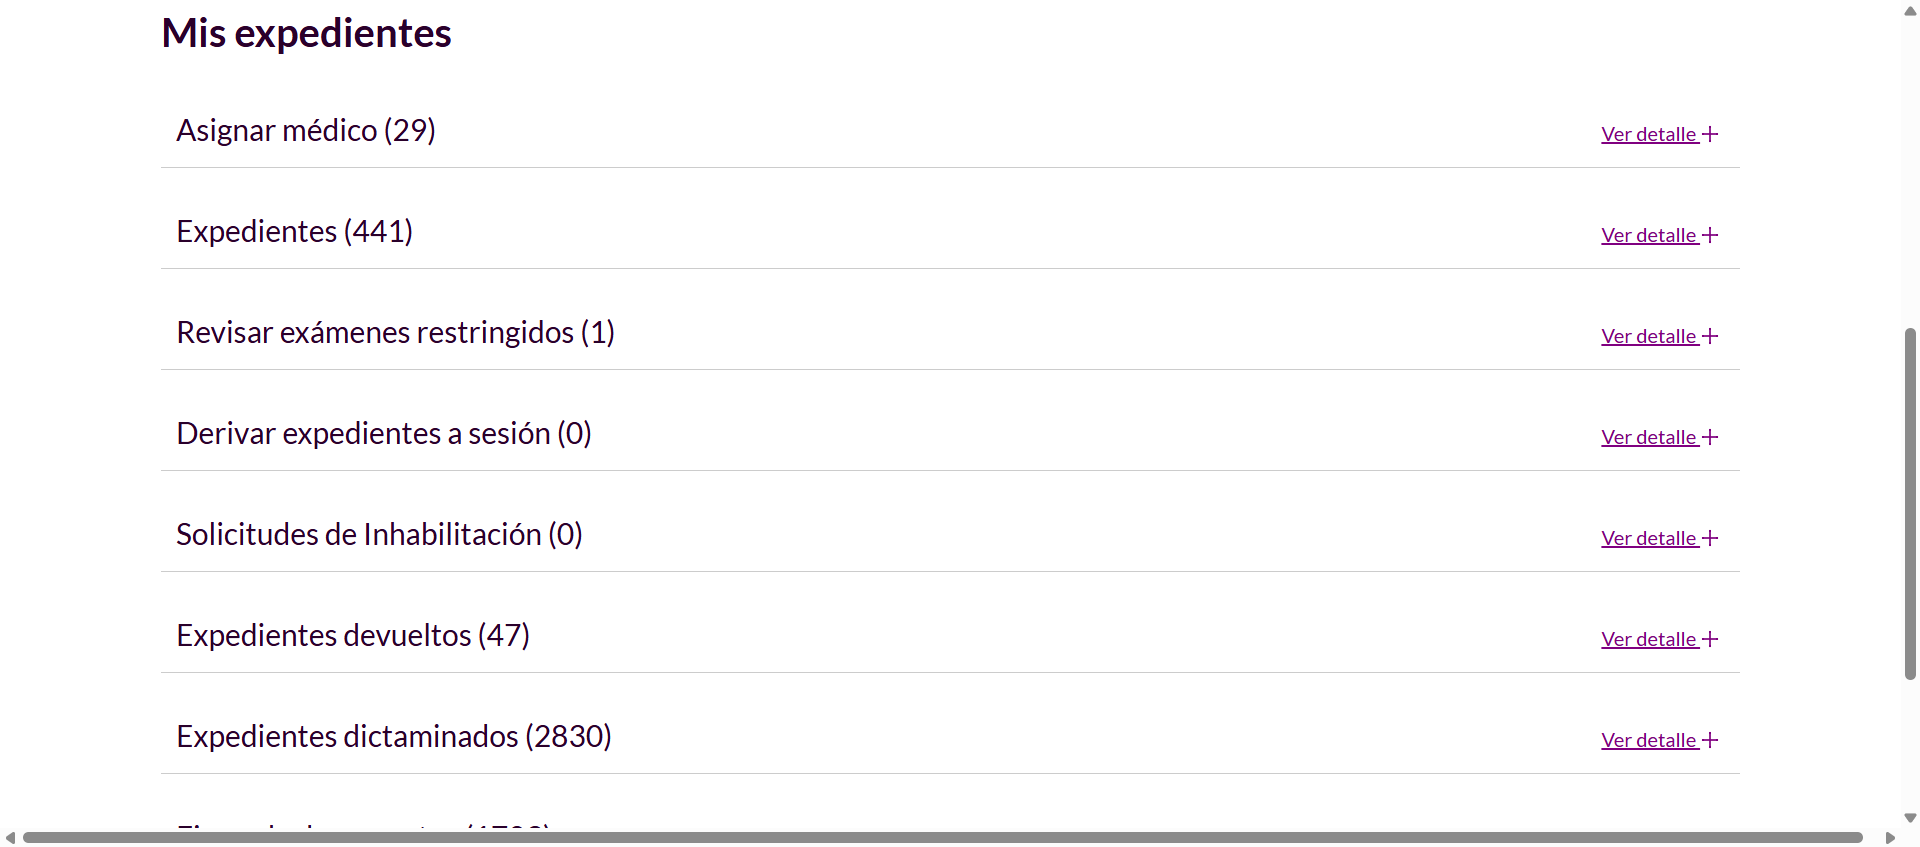 Mis expedientes
Asignar médico (29)
Ver detalle
Expedientes (441)
Ver detalle
Revisar exámenes restringidos (1)
Ver detalle
Derivar expedientes a sesión (0)
Ver detalle
Solicitudes de Inhabilitación (0)
Ver detalle
Expedientes devueltos (47)
Ver detalle
Expedientes dictaminados (2830)
Ver detalle